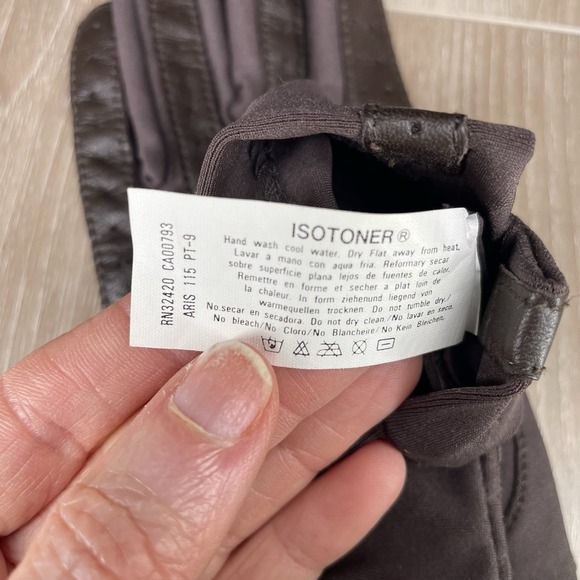 ISOTONER®
Hand wash cool water. Dry Flat away from heat.
Lavar a mano con aqua fria. Reformary secar
sobre superficie plana lejos de fuentes de calor.
Remettre en forme et secher a plat loin de
la chaleur. In form ziehenund liegend von
warmequellen trocknen. Do not tumble dry./
No secar en secadora. Do not dry clean./No lavar en seco.
No bleach/No Cloro/No Blancheire/No Kein Bleichen.
RN32420 CA00793
ARIS 115 PT-9